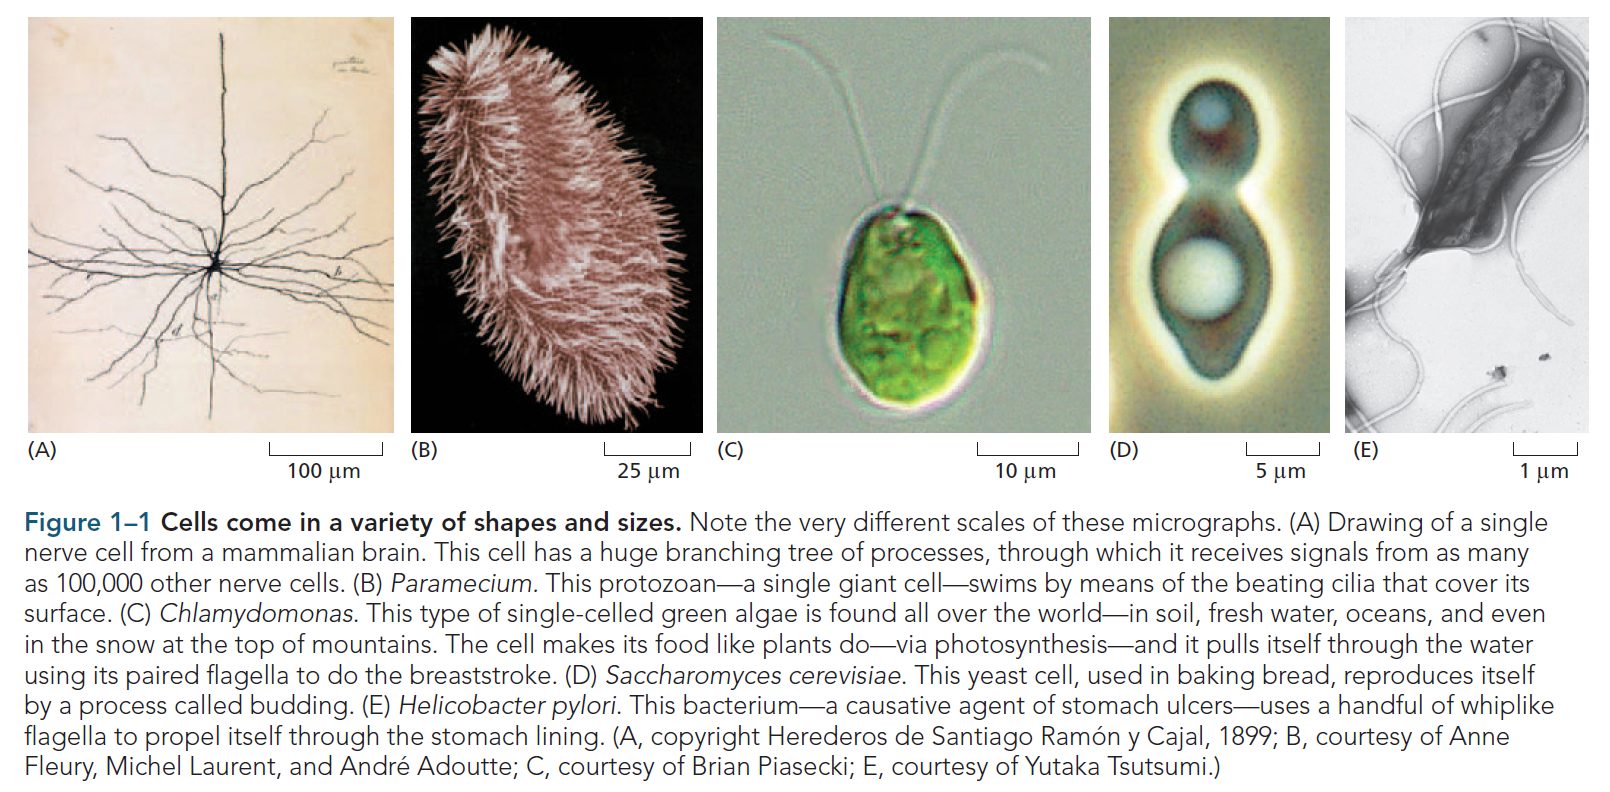 (A)
100 µm
(B)
25 µm
(C)
10 µm
(D)
5 µm
(E)
1 µm
Figure 1–1 Cells come in a variety of shapes and sizes. Note the very different scales of these micrographs. (A) Drawing of a single
nerve cell from a mammalian brain. This cell has a huge branching tree of processes, through which it receives signals from as many
as 100,000 other nerve cells. (B) Paramecium. This protozoan—a single giant cell—swims by means of the beating cilia that cover its
surface. (C) Chlamydomonas. This type of single-celled green algae is found all over the world—in soil, fresh water, oceans, and even
in the snow at the top of mountains. The cell makes its food like plants do—via photosynthesis—and it pulls itself through the water
using its paired flagella to do the breaststroke. (D) Saccharomyces cerevisiae. This yeast cell, used in baking bread, reproduces itself
by a process called budding. (E) Helicobacter pylori. This bacterium—a causative agent of stomach ulcers—uses a handful of whiplike
flagella to propel itself through the stomach lining. (A, copyright Herederos de Santiago Ramón y Cajal, 1899; B, courtesy of Anne
Fleury, Michel Laurent, and André Adoutte; C, courtesy of Brian Piasecki; E, courtesy of Yutaka Tsutsumi.)